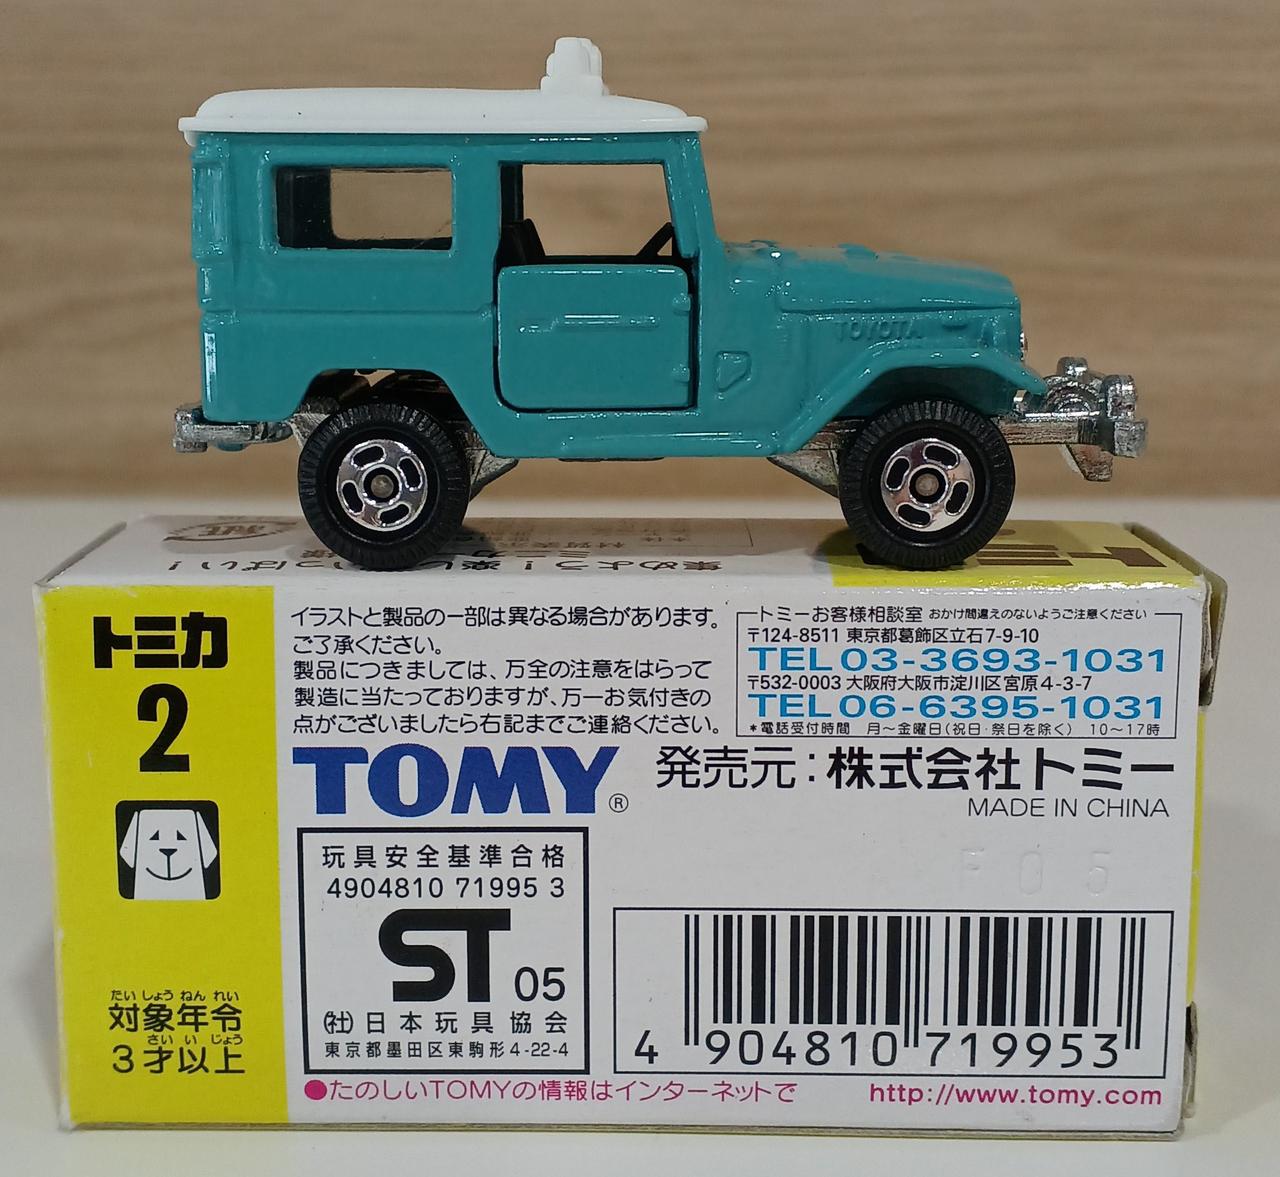 TOYOTA
集めよう!楽し
っぱい!
トミカ
2
たいしょう ねん れい
対象年令
さい い じょう
3才以上
イラストと製品の一部は異なる場合があります。
ご了承ください。
製品につきましては、万全の注意をはらって
製造に当たっておりますが、万一お気付きの
点がございましたら右記までご連絡ください。
トミーお客様相談室 おかけ間違えのないようご注意ください
〒124-8511 東京都葛飾区立石7-9-10
TEL 03-3693-1031
〒532-0003 大阪府大阪市淀川区宮原4-3-7
TEL 06-6395-1031
*電話受付時間 月〜金曜日(祝日・祭日を除く) 10〜17時
TOMY®
発売元:株式会社トミー
MADE IN CHINA
F05
玩具安全基準合格
4904810 71995 3
ST 05
(社)日本玩具協会
東京都墨田区東駒形4-22-4
4 904810 719953
●たのしいTOMYの情報はインターネットで http://www.tomy.com